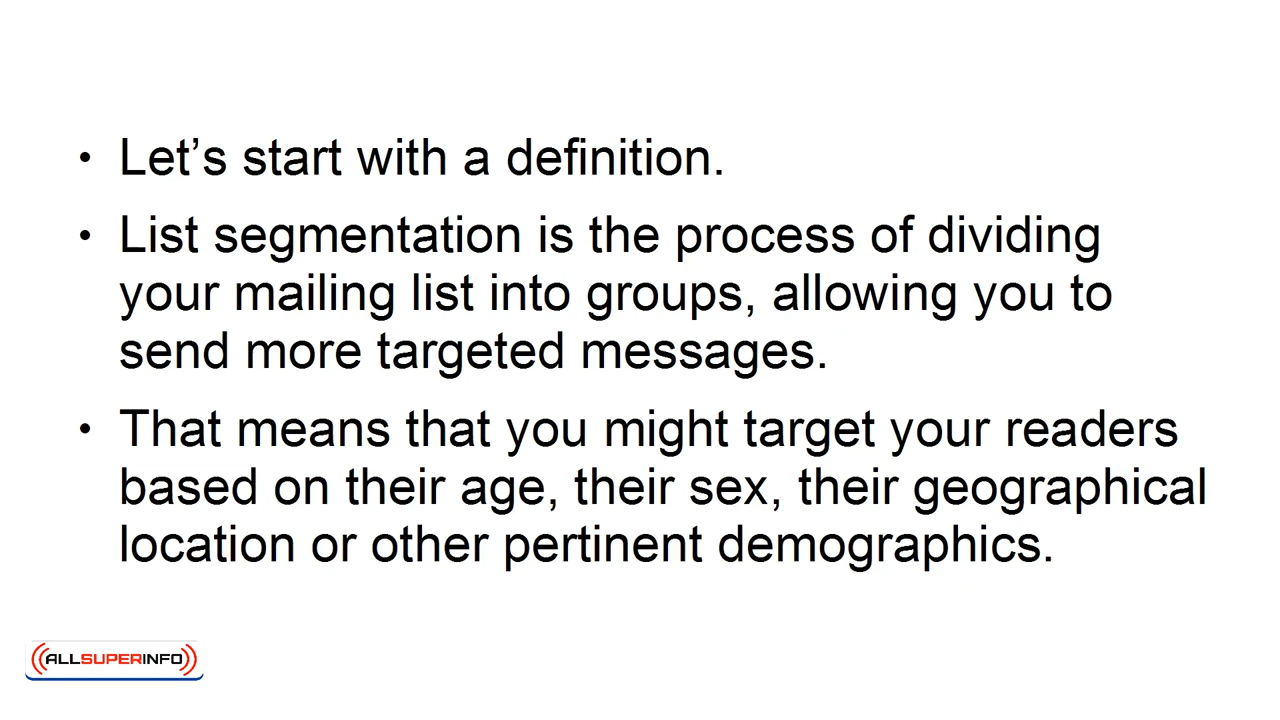 • Let’s start with a definition.
• List segmentation is the process of dividing
your mailing list into groups, allowing you to
send more targeted messages.
• That means that you might target your readers
based on their age, their sex, their geographical
location or other pertinent demographics.
ALLSUPERINFO